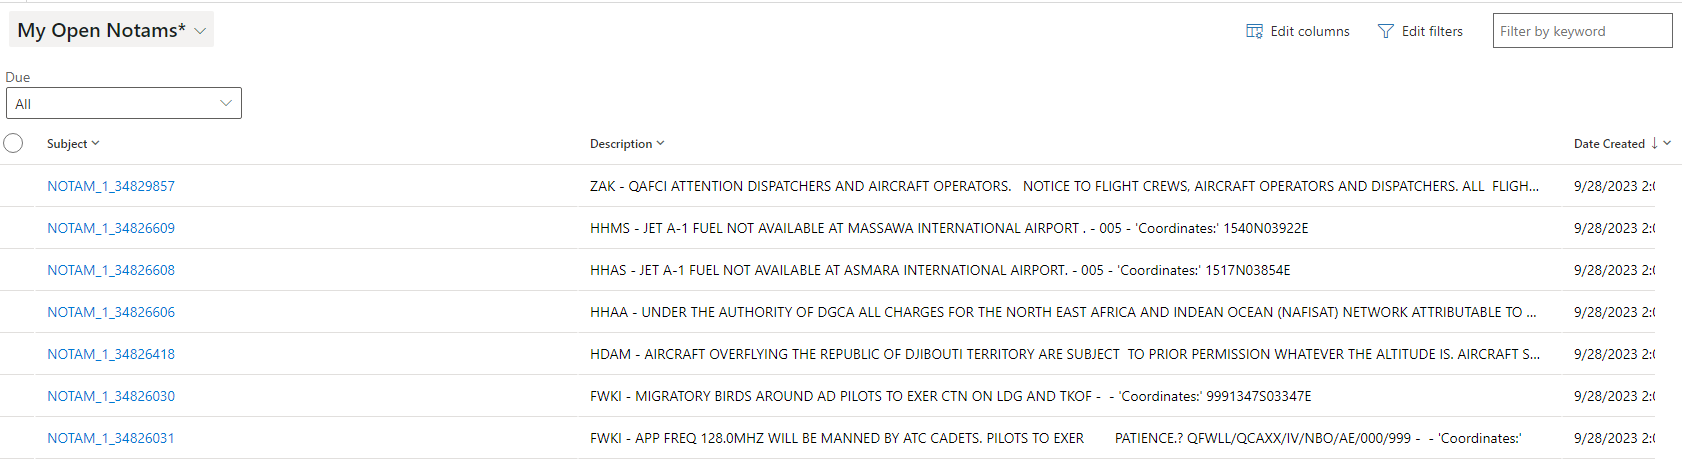 My Open Notams*
Edit columns Edit filters Filter by keyword
Due
All
Subject Description Date Created
NOTAM_1_34829857 ZAK - QAFCI ATTENTION DISPATCHERS AND AIRCRAFT OPERATORS.   NOTICE TO FLIGHT CREWS, AIRCRAFT OPERATORS AND DISPATCHERS. ALL  FLIGH... 9/28/2023 2:0
NOTAM_1_34826609 HHMS - JET A-1 FUEL NOT AVAILABLE AT MASSAWA INTERNATIONAL AIRPORT . - 005 - 'Coordinates:' 1540N03922E 9/28/2023 2:0
NOTAM_1_34826608 HHAS - JET A-1 FUEL NOT AVAILABLE AT ASMARA INTERNATIONAL AIRPORT. - 005 - 'Coordinates:' 1517N03854E 9/28/2023 2:0
NOTAM_1_34826606 HHAA - UNDER THE AUTHORITY OF DGCA ALL CHARGES FOR THE NORTH EAST AFRICA AND INDEAN OCEAN (NAFISAT) NETWORK ATTRIBUTABLE TO ... 9/28/2023 2:0
NOTAM_1_34826418 HDAM - AIRCRAFT OVERFLYING THE REPUBLIC OF DJIBOUTI TERRITORY ARE SUBJECT  TO PRIOR PERMISSION WHATEVER THE ALTITUDE IS. AIRCRAFT S... 9/28/2023 2:0
NOTAM_1_34826030 FWKI - MIGRATORY BIRDS AROUND AD PILOTS TO EXER CTN ON LDG AND TKOF -  - 'Coordinates:' 9991347S03347E 9/28/2023 2:0
NOTAM_1_34826031 FWKI - APP FREQ 128.0MHZ WILL BE MANNED BY ATC CADETS. PILOTS TO EXER        PATIENCE.? QFWLL/QCAXX/IV/NBO/AE/000/999 -  - 'Coordinates:' 9/28/2023 2:0